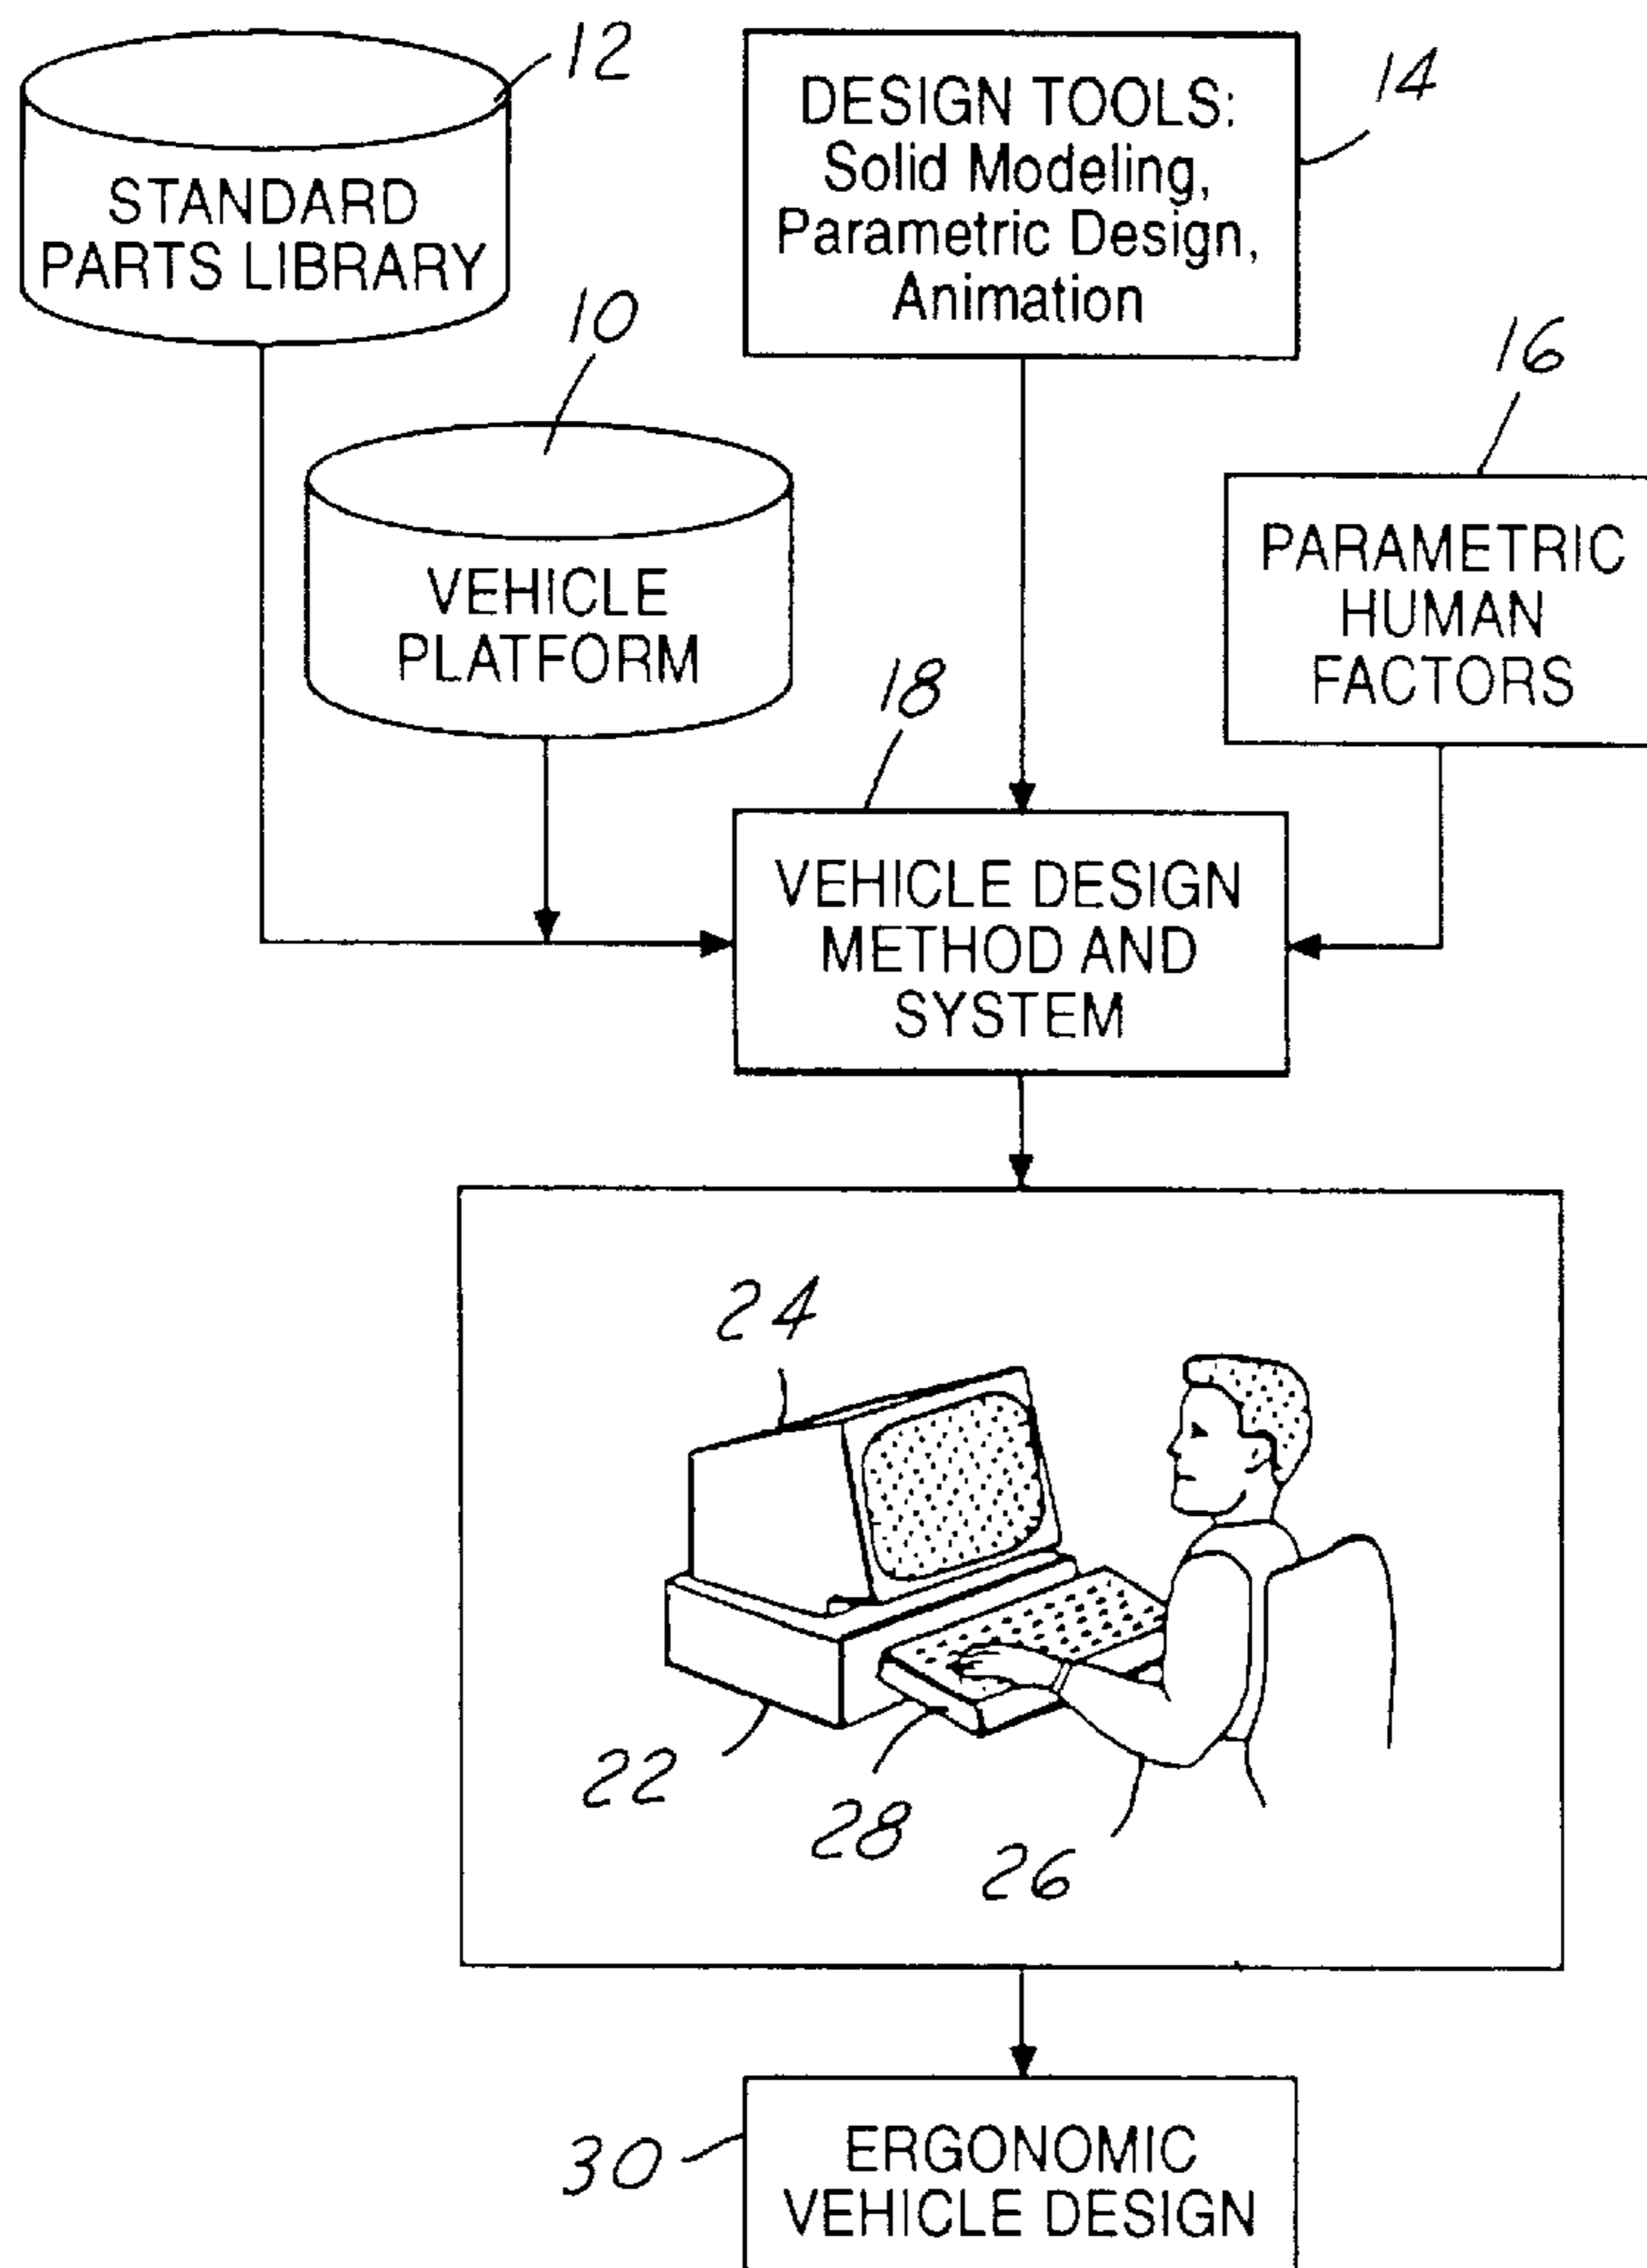 12
STANDARD
PARTS LIBRARY
DESIGN TOOLS:
Solid Modeling,
Parametric Design,
Animation
14
10
VEHICLE
PLATFORM
16
PARAMETRIC
HUMAN
FACTORS
18
VEHICLE DESIGN
METHOD AND
SYSTEM
24
22
28
26
30
ERGONOMIC
VEHICLE DESIGN